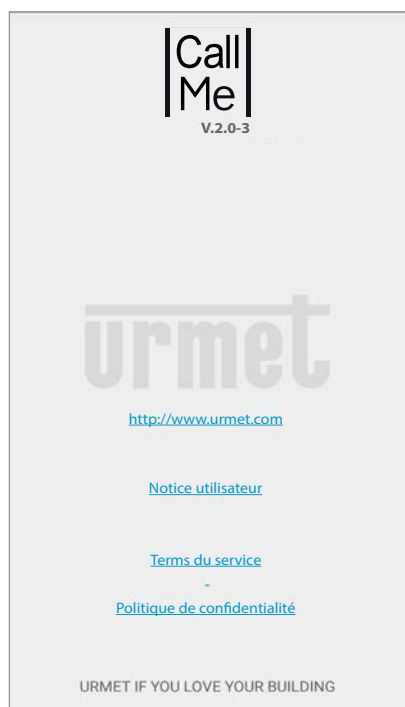 Call
Me
V.2.0-3
urmet
http://www.urmet.com
Notice utilisateur
Terms du service
-
Politique de confidentialité
URMET IF YOU LOVE YOUR BUILDING